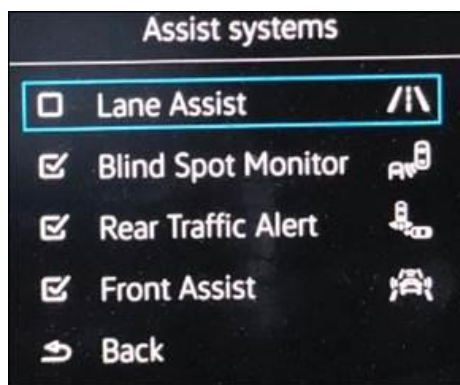 Assist systems
Lane Assist
Blind Spot Monitor
Rear Traffic Alert
Front Assist
Back